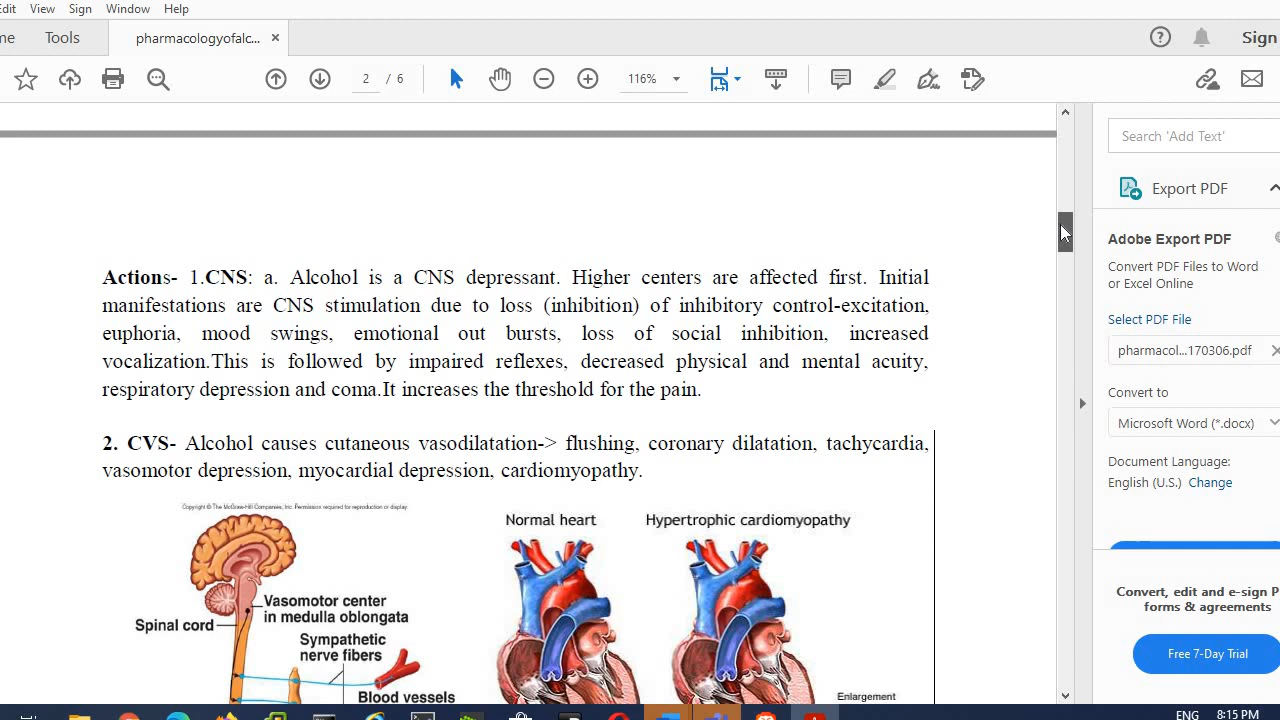 Edit View Sign Window Help
me Tools pharmacologyofalc... × Sign
2 / 6 116%
Search 'Add Text'
Export PDF
Adobe Export PDF
Convert PDF Files to Word
or Excel Online
Select PDF File
pharmacol...170306.pdf
Convert to
Microsoft Word (*.docx)
Document Language:
English (U.S.) Change
Convert, edit and e-sign P
forms & agreements
Free 7-Day Trial
Actions- 1.CNS: a. Alcohol is a CNS depressant. Higher centers are affected first. Initial
manifestations are CNS stimulation due to loss (inhibition) of inhibitory control-excitation,
euphoria, mood swings, emotional out bursts, loss of social inhibition, increased
vocalization.This is followed by impaired reflexes, decreased physical and mental acuity,
respiratory depression and coma.It increases the threshold for the pain.
2. CVS- Alcohol causes cutaneous vasodilatation-> flushing, coronary dilatation, tachycardia,
vasomotor depression, myocardial depression, cardiomyopathy.
Copyright © The McGraw-Hill Companies, Inc. Permission required for reproduction or display.
Normal heart Hypertrophic cardiomyopathy
Vasomotor center
in medulla oblongata
Spinal cord
Sympathetic
nerve fibers
Blood vessels
Enlargement
ENG 8:15 PM